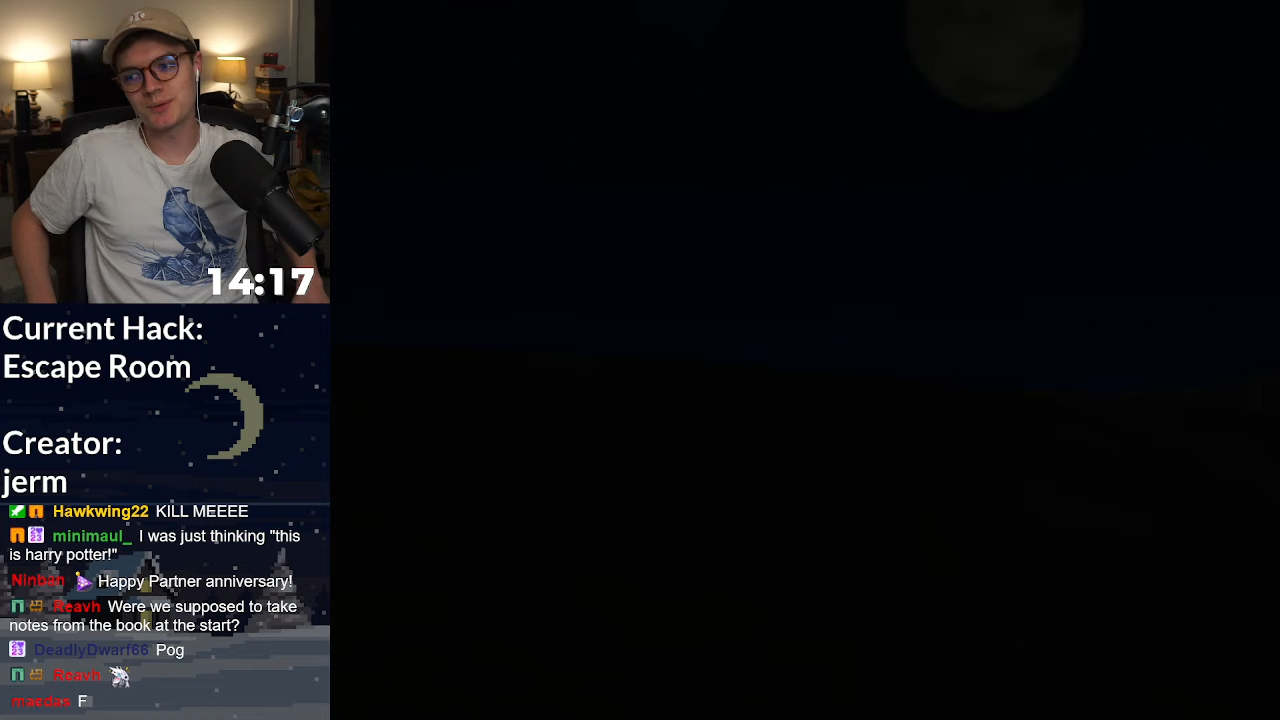 14:17
Current Hack:
Escape Room
Creator:
jerm
Hawkwing22 KILL MEEEE
minimaul_ I was just thinking "this
is harry potter!"
Ninbah Happy Partner anniversary!
Reavh Were we supposed to take
notes from the book at the start?
DeadlyDwarf66 Pog
Reavh
maedas F